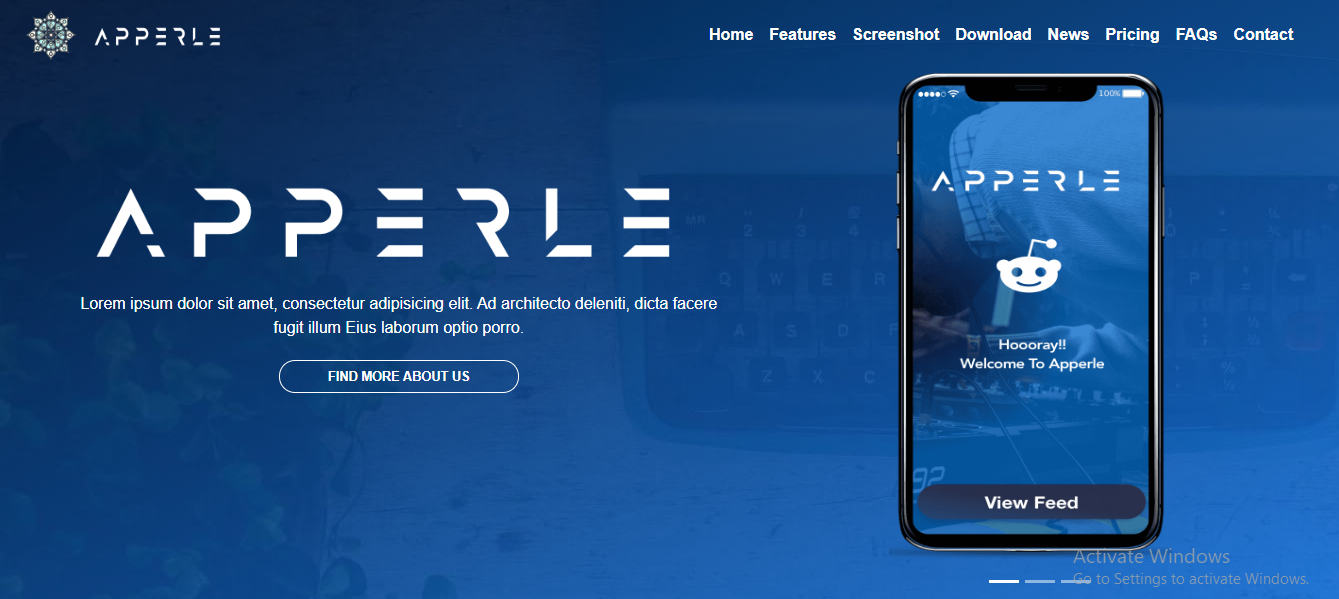 APPERLE
Home Features Screenshot Download News Pricing FAQs Contact
100%
APPERLE
Lorem ipsum dolor sit amet, consectetur adipisicing elit. Ad architecto deleniti, dicta facere
fugit illum Eius laborum optio porro.
FIND MORE ABOUT US
APPERLE
Hoooray!!
Welcome To Apperle
92
View Feed
Activate Windows
Go to Settings to activate Windows.